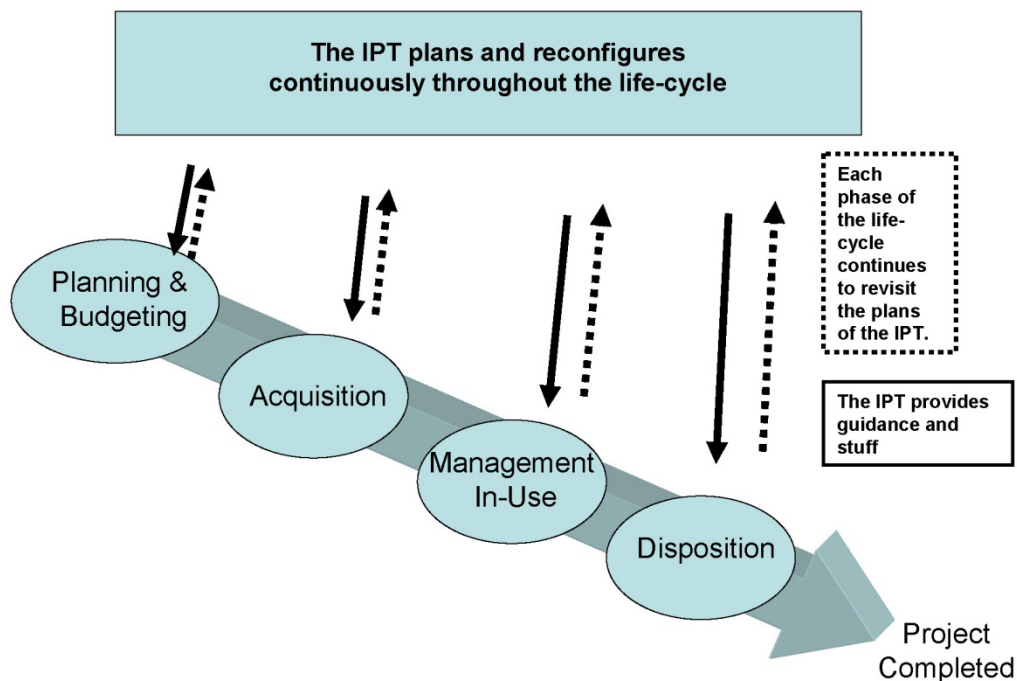 The IPT plans and reconfigures
continuously throughout the life-cycle
Each
phase of
the life-
cycle
continues
to revisit
the plans
of the IPT.
Planning &
Budgeting
Acquisition
The IPT provides
guidance and
stuff
Management
In-Use
Disposition
Project
Completed